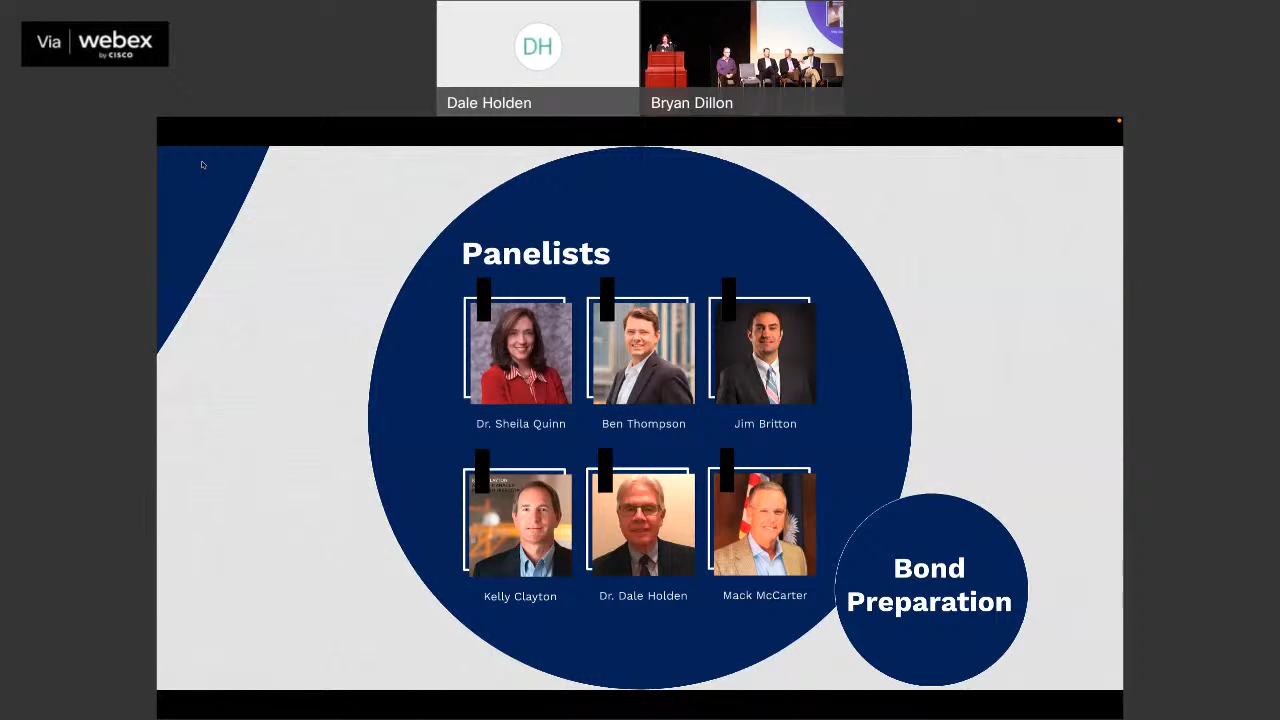 Via
webex
by CISCO
DH
Dale Holden
Bryan Dillon
Panelists
Dr. Sheila Quinn
Ben Thompson
Jim Britton
Kelly Clayton
Dr. Dale Holden
Mack McCarter
Bond
Preparation